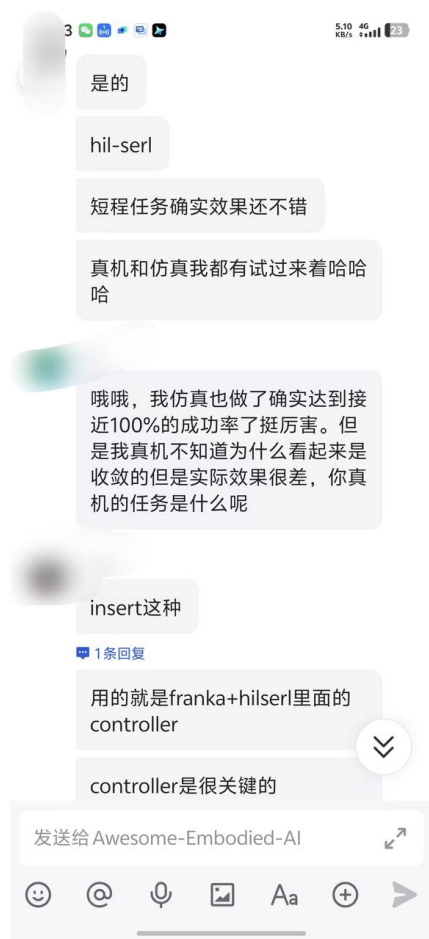 3
5.10
KB/s
4G
23
是的
hil-serl
短程任务确实效果还不错
真机和仿真我都有试过来着哈哈
哈
哦哦，我仿真也做了确实达到接
近100%的成功率了挺厉害。但
是我真机不知道为什么看起来是
收敛的但是实际效果很差，你真
机的任务是什么呢
insert这种
1条回复
用的就是franka+hilserl里面的
controller
controller是很关键的
发送给Awesome-Embodied-AI
Aa